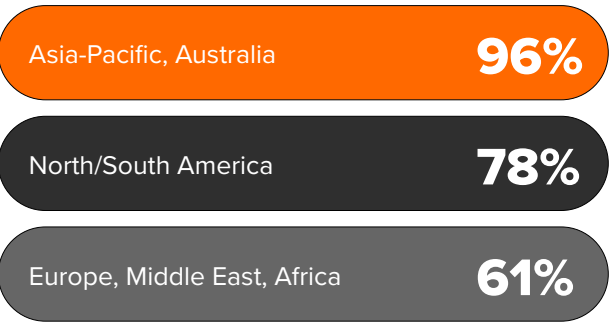 Asia-Pacific, Australia 96%
North/South America 78%
Europe, Middle East, Africa 61%